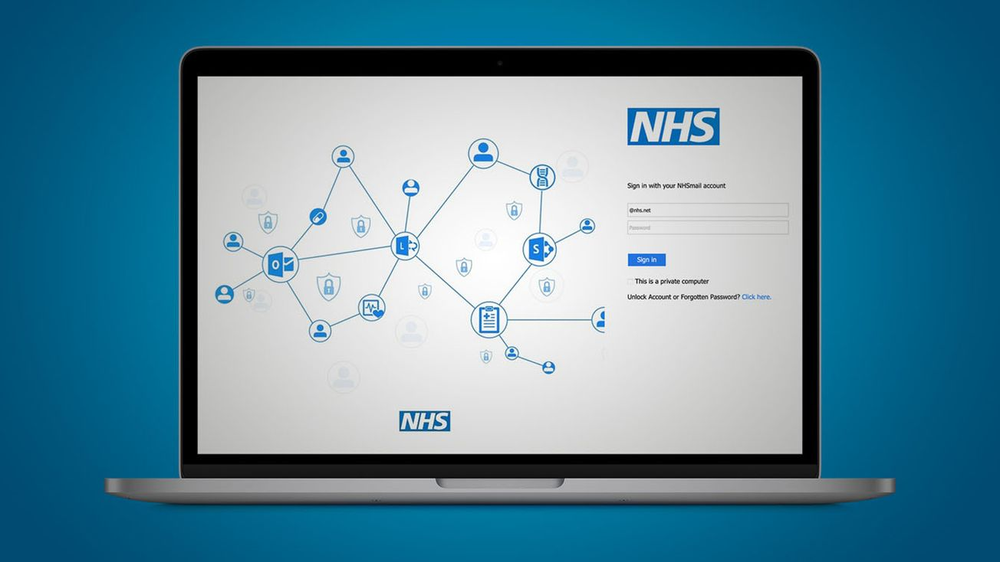 NHS
Sign in with your NHSmail account
@nhs.net
Password
Sign in
This is a private computer
Unlock Account or Forgotten Password? Click here.
O
L
S
NHS